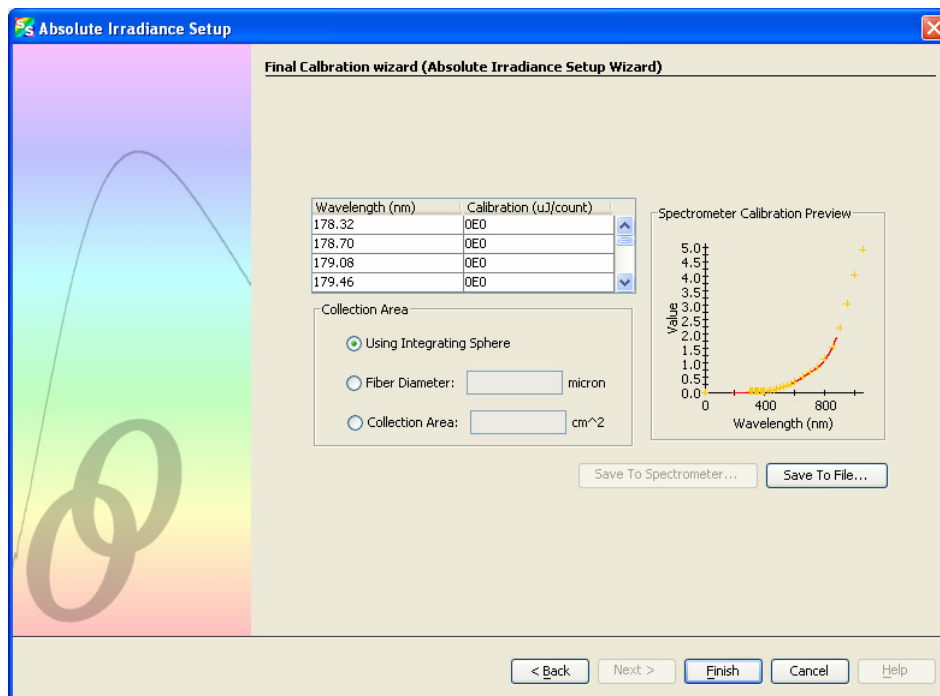 Absolute Irradiance Setup
Final Calbration wizard (Absolute Irradiance Setup Wizard)
Wavelength (nm) Calibration (uJ/count)
178.32 0E0
178.70 0E0
179.08 0E0
179.46 0E0
Collection Area
Using Integrating Sphere
Fiber Diameter: micron
Collection Area: cm^2
Spectrometer Calibration Preview
5.0
4.5
4.0
3.5
3.0
2.5
2.0
1.5
1.0
0.5
0.0
Value
0 400 800
Wavelength (nm)
Save To Spectrometer... Save To File...
< Back Next > Finish Cancel Help